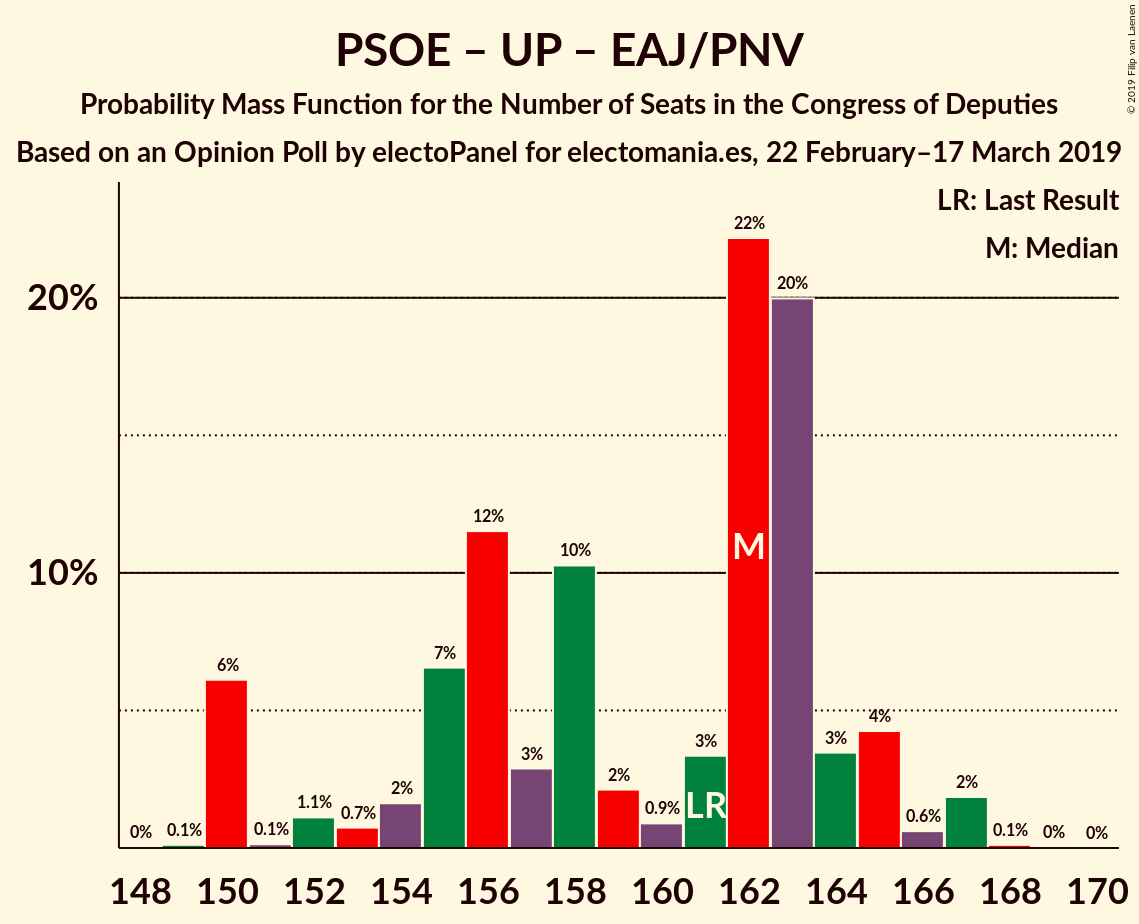 PSOE – UP – EAJ/PNV
Probability Mass Function for the Number of Seats in the Congress of Deputies
Based on an Opinion Poll by electoPanel for electomania.es, 22 February–17 March 2019
© 2019 Filip van Laenen
LR: Last Result
M: Median
20%
10%
0%
0.1%
6%
0.1%
1.1%
0.7%
2%
7%
12%
3%
10%
2%
0.9%
3%
22%
20%
3%
4%
0.6%
2%
0.1%
0%
0%
LR
M
148 150 152 154 156 158 160 162 164 166 168 170